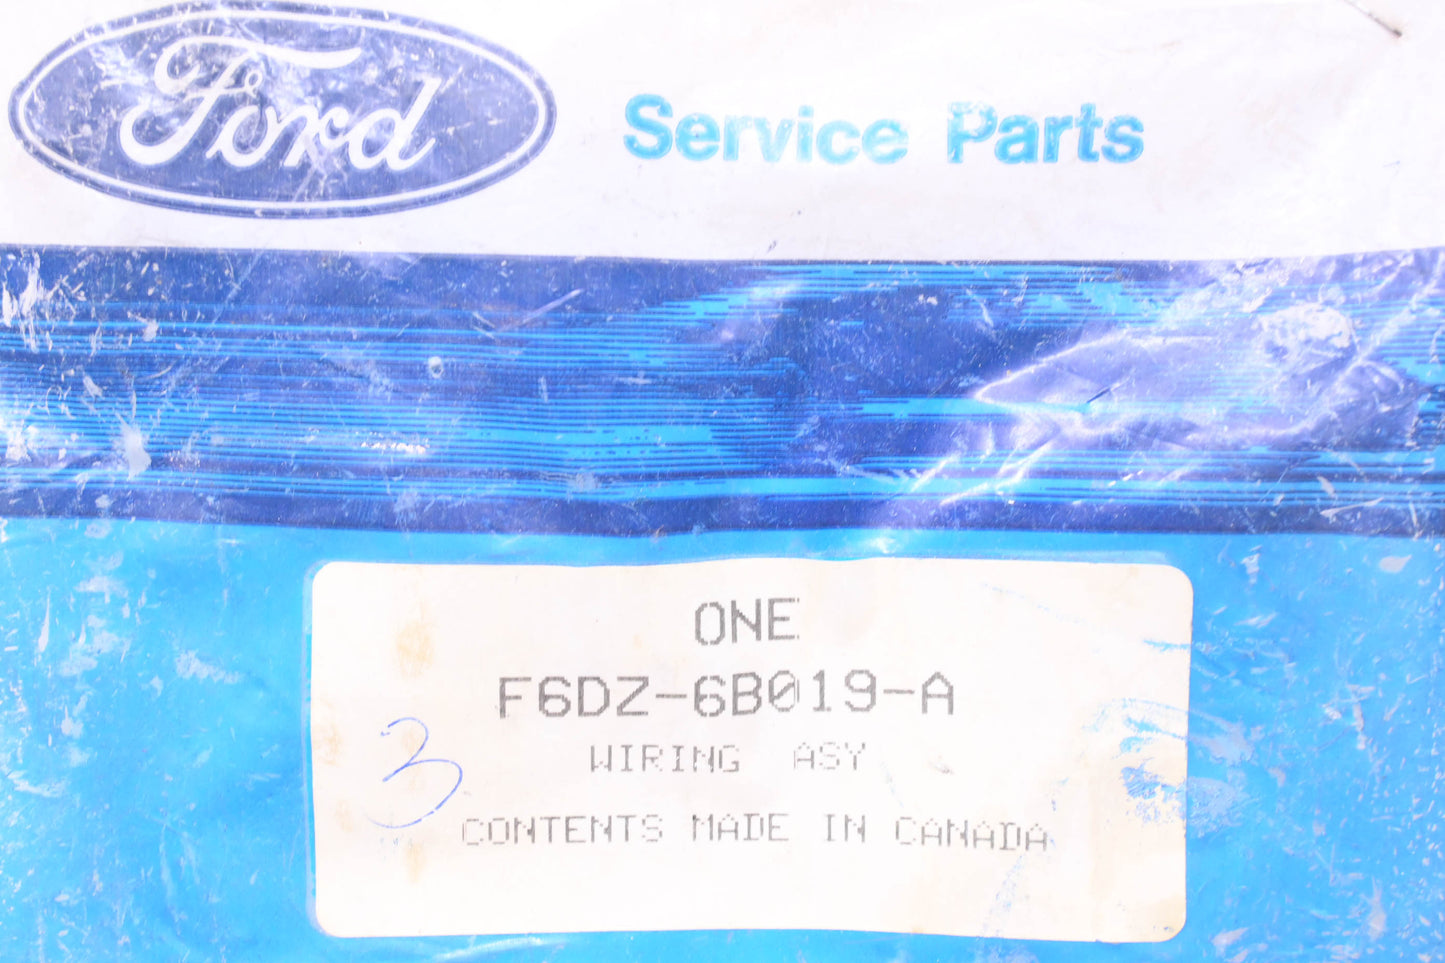 Ford
Service Parts
ONE
F6DZ-6B019-A
WIRING ASY
3
CONTENTS MADE IN CANADA